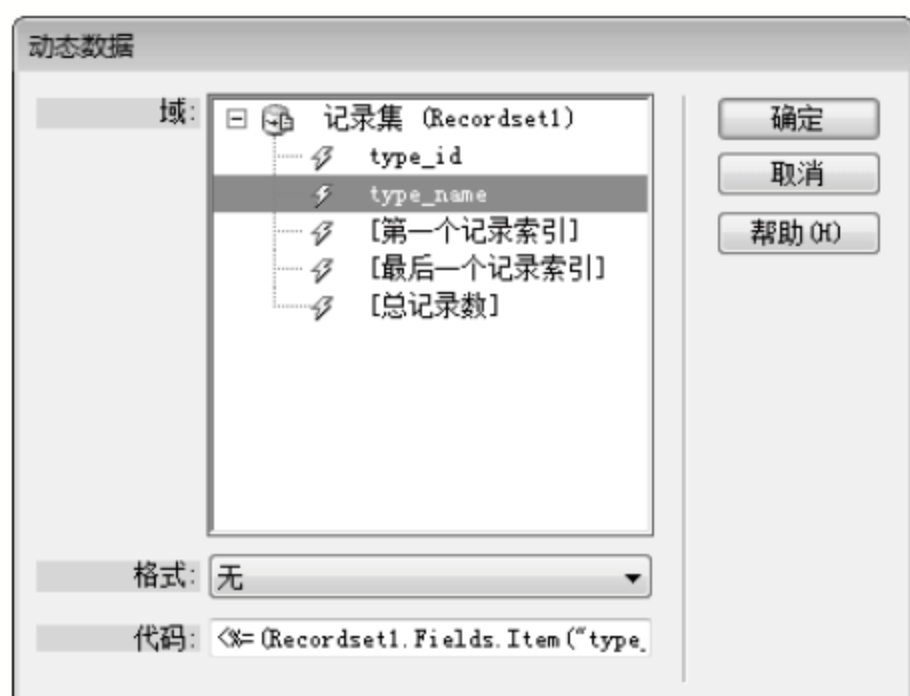 动态数据
域:
记录集 (Recordset1)
type_id
type_name
[第一个记录索引]
[最后一个记录索引]
[总记录数]
确定
取消
帮助(H)
格式: 无
代码: <%=(Recordset1.Fields.Item("type_